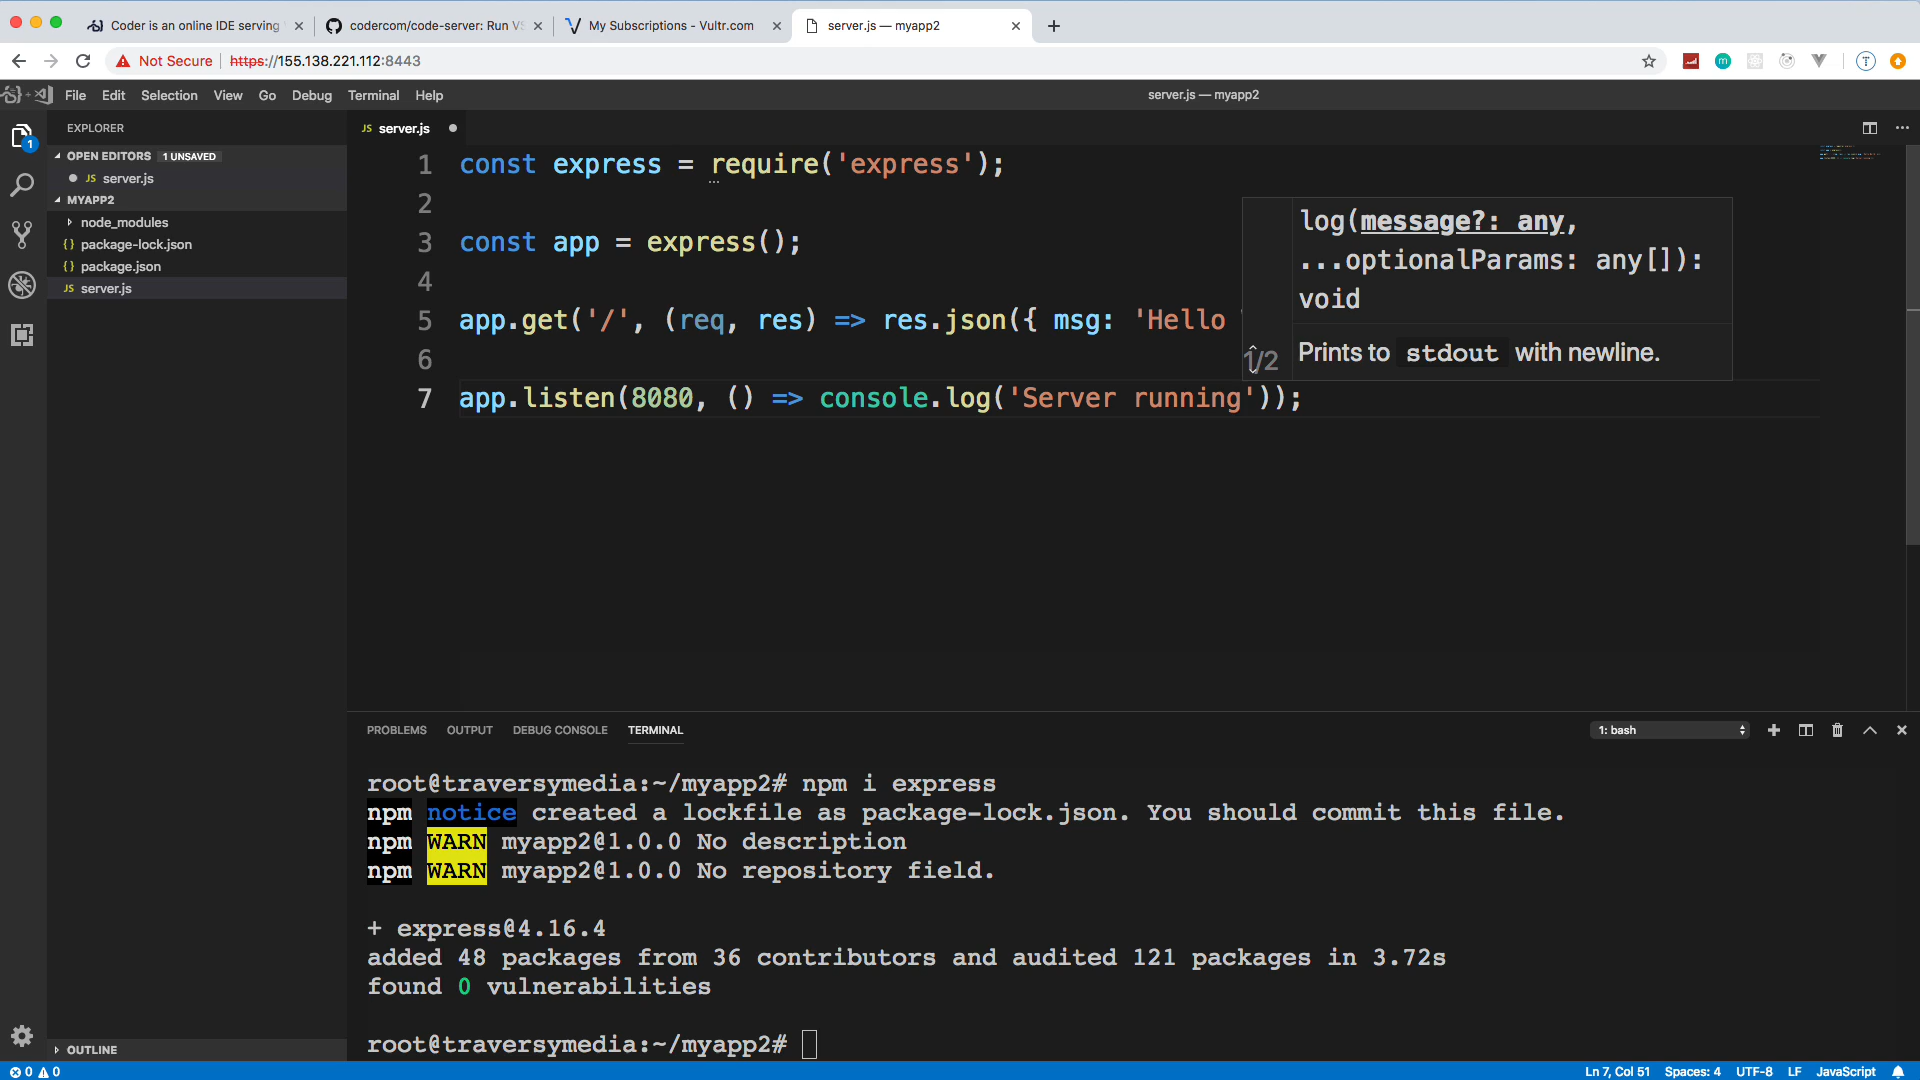 Coder is an online IDE serving
codercom/code-server: Run VS
My Subscriptions - Vultr.com
server.js — myapp2
Not Secure
https://155.138.221.112:8443
File Edit Selection View Go Debug Terminal Help
server.js — myapp2
EXPLORER
OPEN EDITORS 1 UNSAVED
JS server.js
MYAPP2
node_modules
{} package-lock.json
{} package.json
JS server.js
OUTLINE
1
JS server.js
1 const express = require('express');
2
3 const app = express();
4
5 app.get('/', (req, res) => res.json({ msg: 'Hello
6
7 app.listen(8080, () => console.log('Server running'));
log(message?: any,
...optionalParams: any[]):
void
1/2
Prints to stdout with newline.
PROBLEMS OUTPUT DEBUG CONSOLE TERMINAL
1: bash
root@traversymedia:~/myapp2# npm i express
npm notice created a lockfile as package-lock.json. You should commit this file.
npm WARN myapp2@1.0.0 No description
npm WARN myapp2@1.0.0 No repository field.
+ express@4.16.4
added 48 packages from 36 contributors and audited 121 packages in 3.72s
found 0 vulnerabilities
root@traversymedia:~/myapp2#
0 0
Ln 7, Col 51 Spaces: 4 UTF-8 LF JavaScript